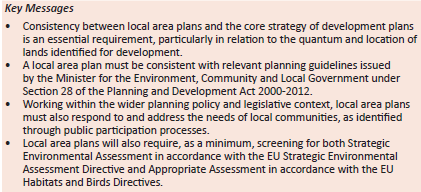 Key Messages
• Consistency between local area plans and the core strategy of development plans
is an essential requirement, particularly in relation to the quantum and location of
lands identified for development.
• A local area plan must be consistent with relevant planning guidelines issued
by the Minister for the Environment, Community and Local Government under
Section 28 of the Planning and Development Act 2000-2012.
• Working within the wider planning policy and legislative context, local area plans
must also respond to and address the needs of local communities, as identified
through public participation processes.
• Local area plans will also require, as a minimum, screening for both Strategic
Environmental Assessment in accordance with the EU Strategic Environmental
Assessment Directive and Appropriate Assessment in accordance with the EU
Habitats and Birds Directives.